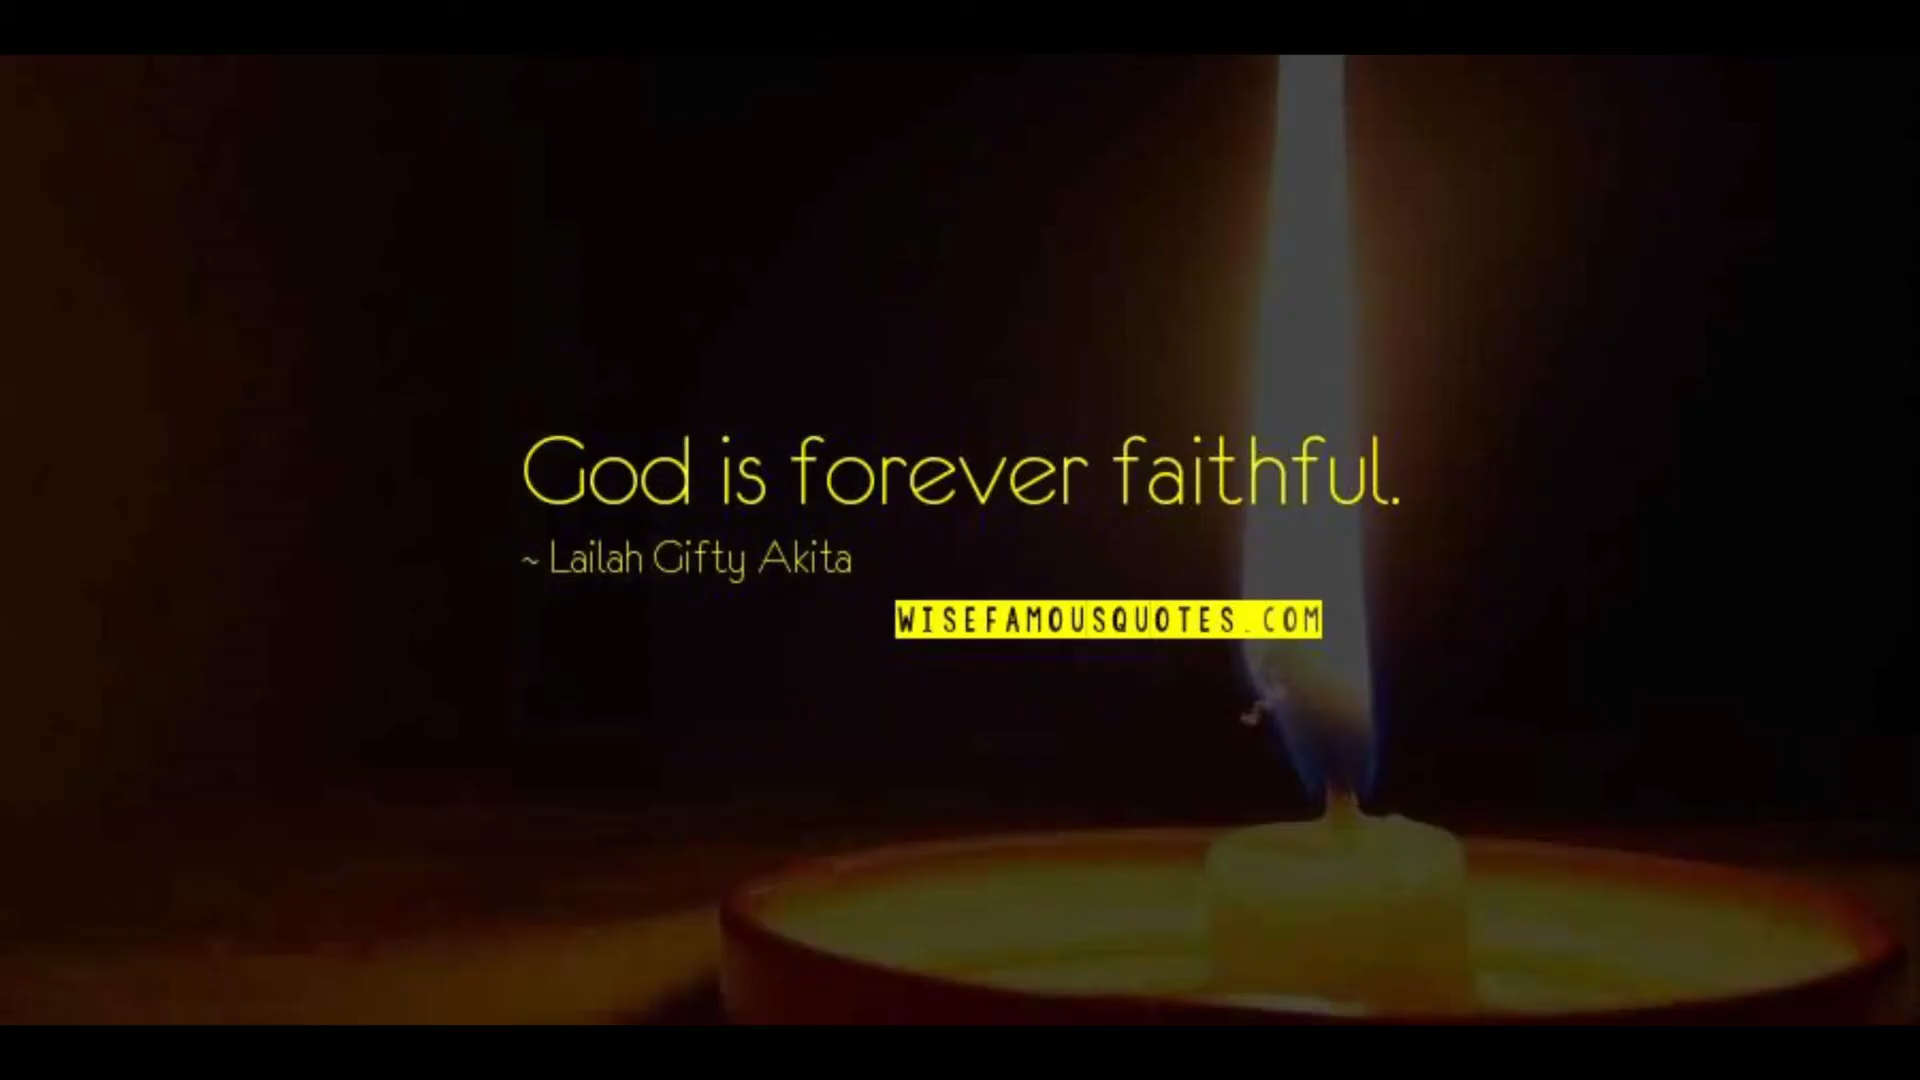 God is forever faithful.
~ Lailah Gifty Akita
WISEFAMOUSQUOTES.COM